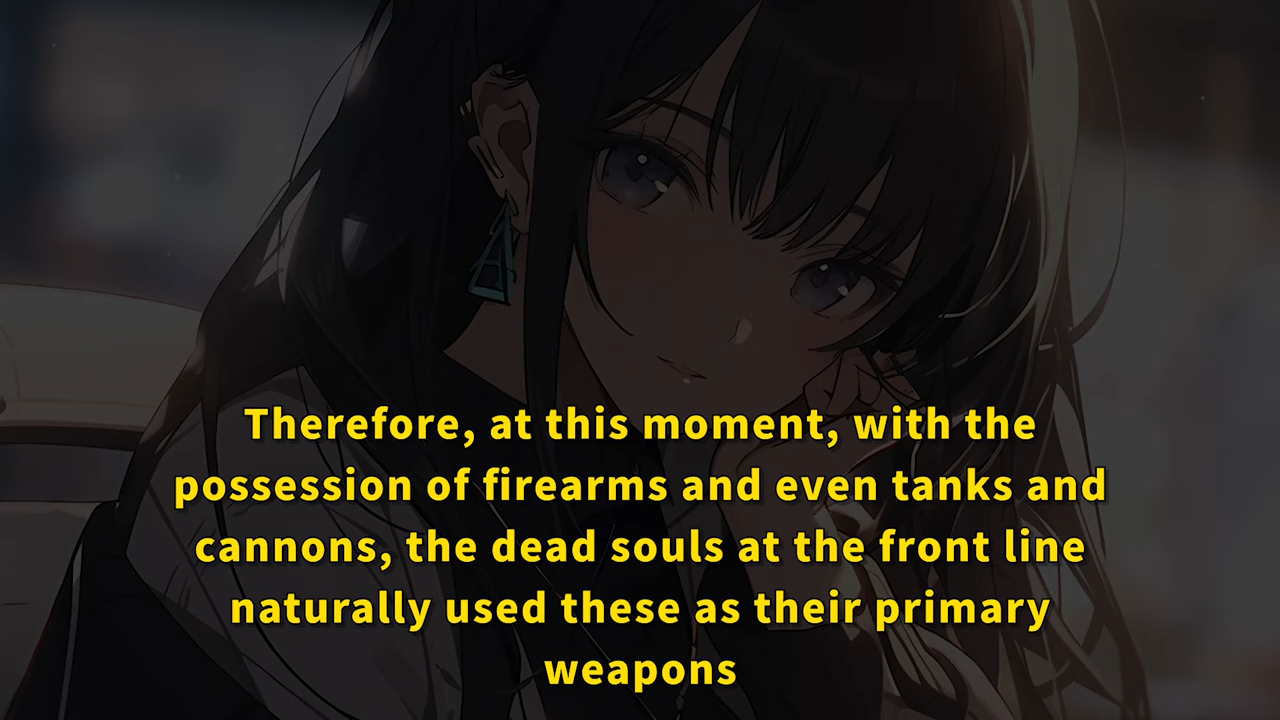 Therefore, at this moment, with the
possession of firearms and even tanks and
cannons, the dead souls at the front line
naturally used these as their primary
weapons